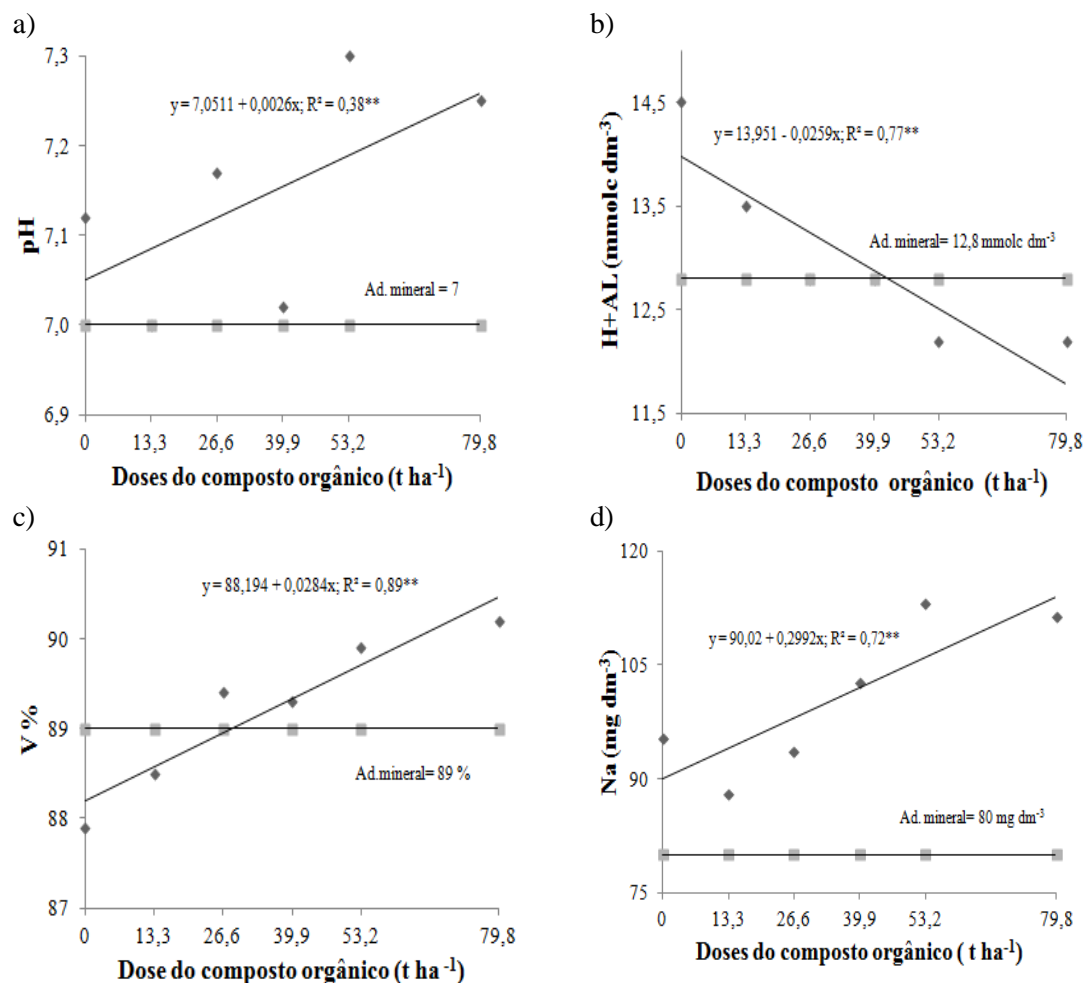 a)
7,3
7,2
7,1
7,0
6,9
pH
y = 7,0511 + 0,0026x; R² = 0,38**
Ad. mineral = 7
0 13,3 26,6 39,9 53,2 79,8
Doses do composto orgânico (t ha⁻¹)
b)
14,5
13,5
12,5
11,5
H+AL (mmolc dm⁻³)
y = 13,951 - 0,0259x; R² = 0,77**
Ad. mineral= 12,8 mmolc dm⁻³
0 13,3 26,6 39,9 53,2 79,8
Doses do composto orgânico (t ha⁻¹)
c)
91
90
89
88
87
V %
y = 88,194 + 0,0284x; R² = 0,89**
Ad.mineral= 89 %
0 13,3 26,6 39,9 53,2 79,8
Dose do composto orgânico (t ha ⁻¹)
d)
120
105
90
75
Na (mg dm⁻³)
y = 90,02 + 0,2992x; R² = 0,72**
Ad. mineral= 80 mg dm⁻³
0 13,3 26,6 39,9 53,2 79,8
Doses do composto orgânico ( t ha⁻¹)